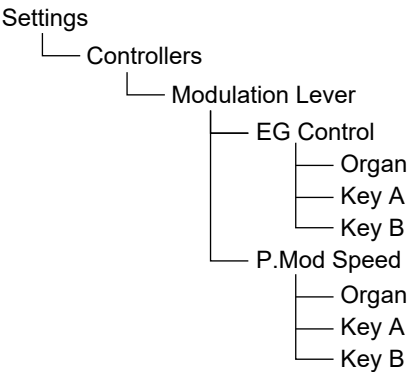 Settings
Controllers
Modulation Lever
EG Control
Organ
Key A
Key B
P.Mod Speed
Organ
Key A
Key B